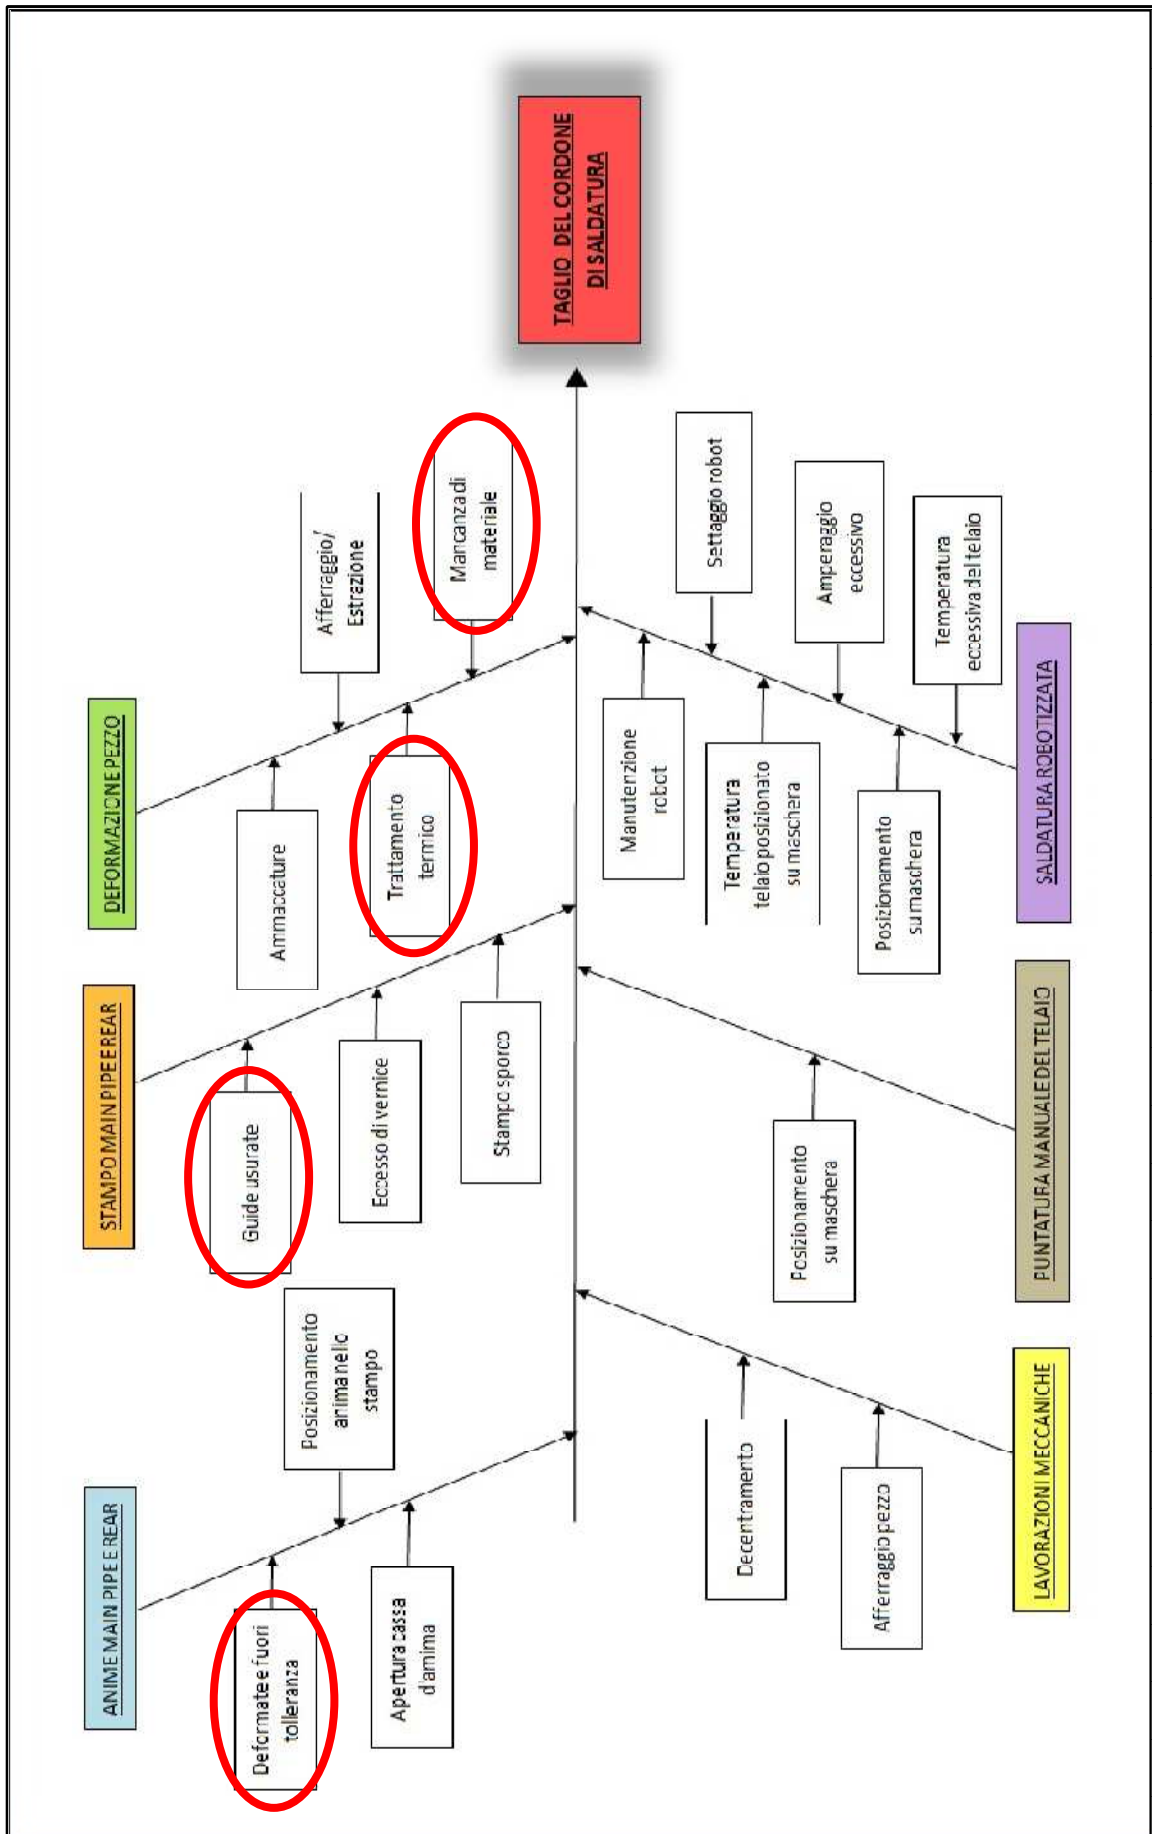 ANIME MAIN PIPE E REAR
Deformate e fuori
tolleranza
Posizionamento
anima nello
stampo
Apertura cassa
d'amima
STAMPO MAIN PIPE E REAR
Guide usurate
Eccesso di vernice
Stampo sporco
DEFORMAZIONE PEZZO
Ammaccature
Afferraggio/
Estrazione
Trattamento
termico
Mancanza di
materiale
TAGLIO DEL CORDONE
DI SALDATURA
LAVORAZIONI MECCANICHE
Decentramento
Afferraggio pezzo
PUNTATURA MANUALE DEL TELAIO
Posizionamento
su maschera
SALDATURA ROBOTIZZATA
Manutenzione
robot
Settaggio robot
Temperatura
telaio posizionato
su maschera
Amperaggio
eccessivo
Posizionamento
su maschera
Temperatura
eccessiva del telaio